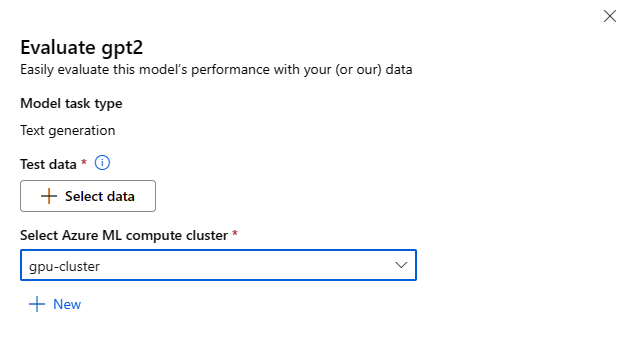 Evaluate gpt2
Easily evaluate this model’s performance with your (or our) data
Model task type
Text generation
Test data *
Select data
Select Azure ML compute cluster *
gpu-cluster
New